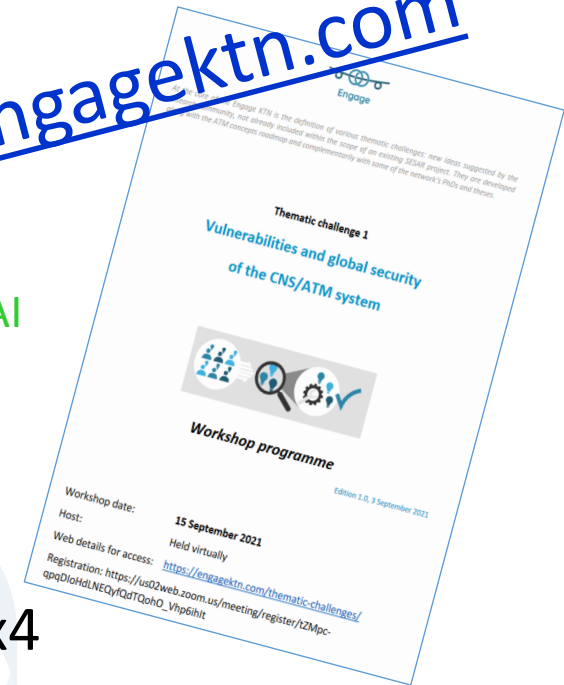 ngagektn.com
Engage
At the core of the Engage KTN is the definition of various thematic challenges: new ideas suggested by the
research community, not already included within the scope of an existing SESAR project. They are developed
along with the ATM concepts roadmap and complementarily with some of the network's PhDs and theses.
Thematic challenge 1
Vulnerabilities and global security
of the CNS/ATM system
AI
Workshop programme
Edition 1.0, 3 September 2021
Workshop date: 15 September 2021
Host: Held virtually
Web details for access: https://engagektn.com/thematic-challenges/
Registration: https://us02web.zoom.us/meeting/register/tZMpc-
qpqDIoHdLNEQyfQdTQohO_Vhp6ihIt
x4